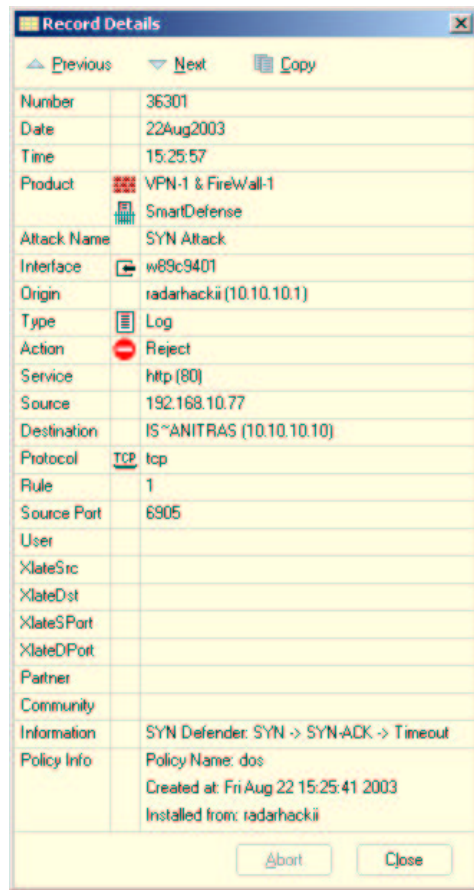 Record Details
Previous Next Copy
Number 36301
Date 22Aug2003
Time 15:25:57
Product VPN-1 & FireWall-1
SmartDefense
Attack Name SYN Attack
Interface w89c9401
Origin radarhackii (10.10.10.1)
Type Log
Action Reject
Service http (80)
Source 192.168.10.77
Destination IS~ANITRAS (10.10.10.10)
Protocol TCP tcp
Rule 1
Source Port 6905
User
XlateSrc
XlateDst
XlateSPort
XlateDPort
Partner
Community
Information SYN Defender: SYN -> SYN-ACK -> Timeout
Policy Info Policy Name: dos
Created at: Fri Aug 22 15:25:41 2003
Installed from: radarhackii
Abort Close